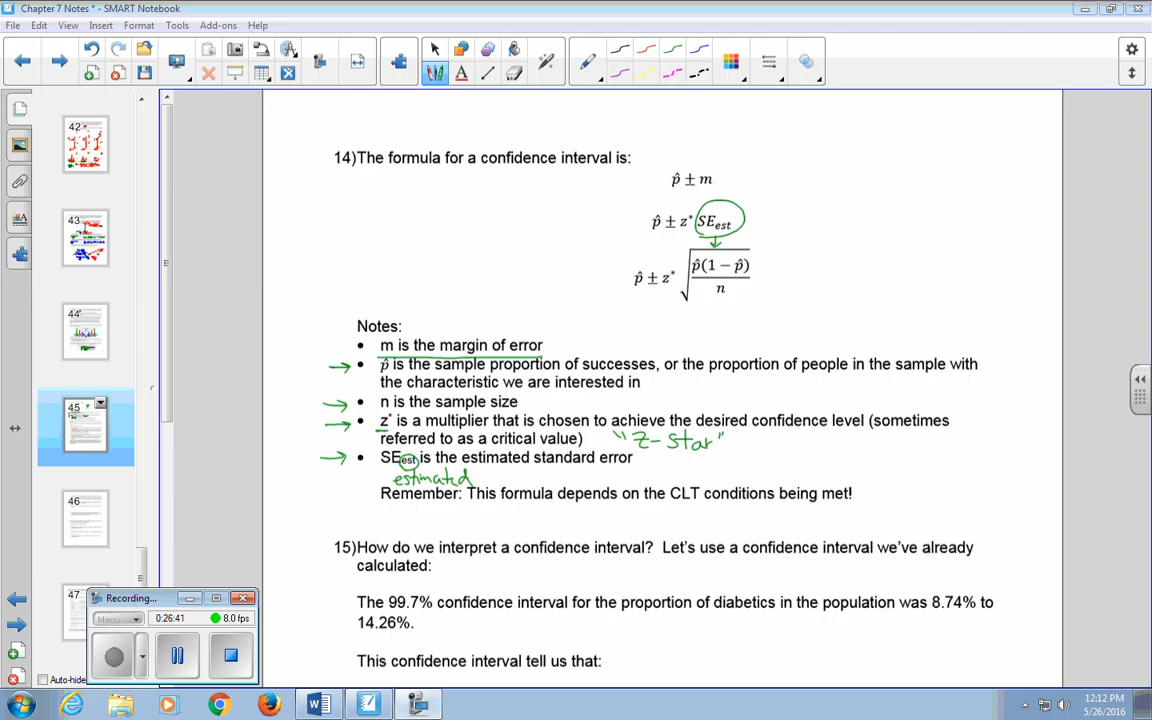 Chapter 7 Notes * - SMART Notebook
File Edit View Insert Format Tools Add-ons Help
42
43
44
45
46
47
14)The formula for a confidence interval is:
p̂ ± m
p̂ ± z* SEest
p̂ ± z* √(p̂(1 − p̂)/n)
Notes:
• m is the margin of error
→ • p̂ is the sample proportion of successes, or the proportion of people in the sample with
the characteristic we are interested in
→ • n is the sample size
→ • z* is a multiplier that is chosen to achieve the desired confidence level (sometimes
referred to as a critical value) "Z-Star"
→ • SEest is the estimated standard error
estimated
Remember: This formula depends on the CLT conditions being met!
15)How do we interpret a confidence interval? Let's use a confidence interval we've already
calculated:
The 99.7% confidence interval for the proportion of diabetics in the population was 8.74% to
14.26%.
This confidence interval tell us that:
Recording...
Menu 0:26:41 8.0 fps
Auto-hide
12:12 PM
5/26/2016